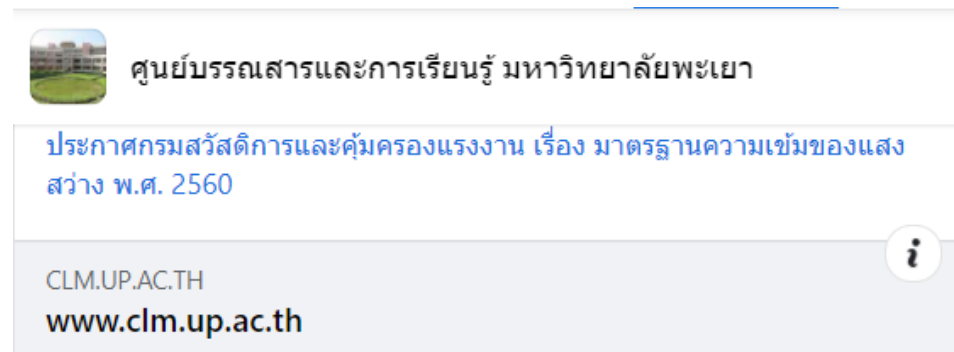 ศูนย์บรรณสารและการเรียนรู้ มหาวิทยาลัยพะเยา
ประกาศกรมสวัสดิการและคุ้มครองแรงงาน เรื่อง มาตรฐานความเข้มของแสง
สว่าง พ.ศ. 2560
CLM.UP.AC.TH
www.clm.up.ac.th